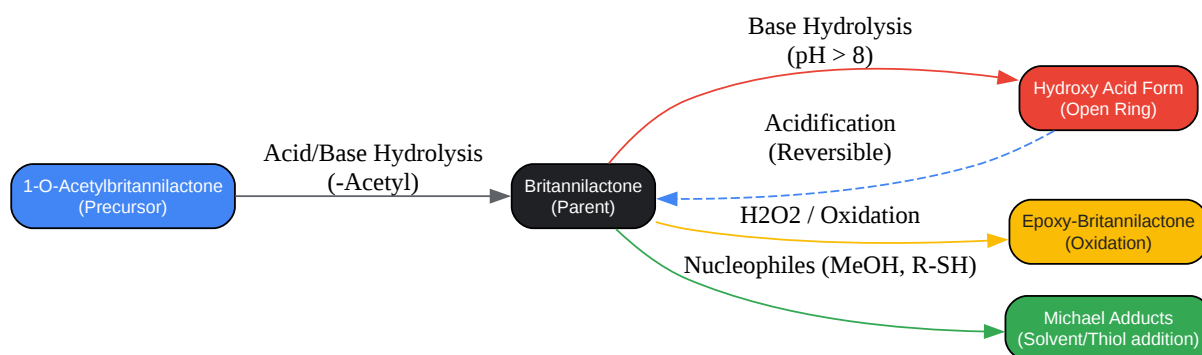 Base Hydrolysis
(pH > 8)
Hydroxy Acid Form
(Open Ring)
Acidification
(Reversible)
Acid/Base Hydrolysis
(-Acetyl)
1-O-Acetylbritannilactone
(Precursor)
Britannilactone
(Parent)
H2O2 / Oxidation
Epoxy-Britannilactone
(Oxidation)
Nucleophiles (MeOH, R-SH)
Michael Adducts
(Solvent/Thiol addition)